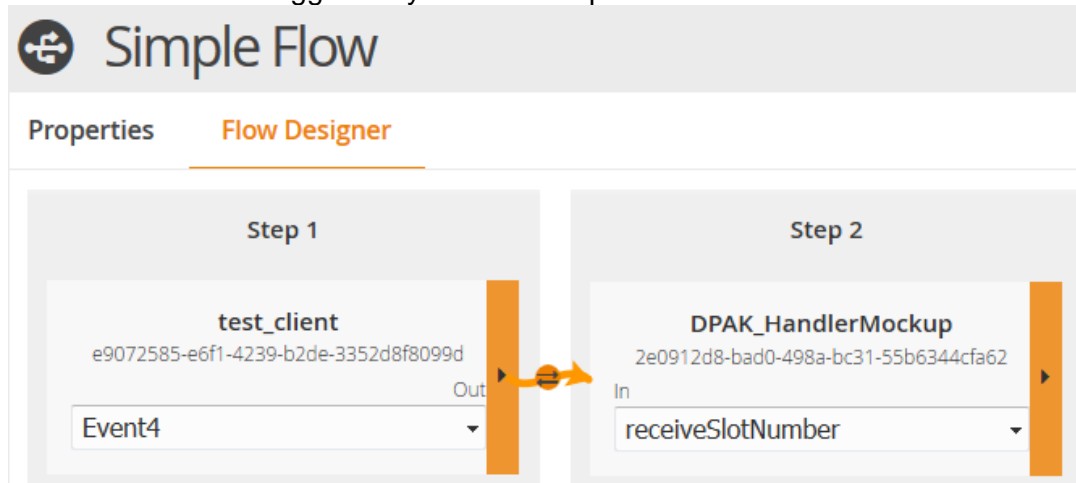 Simple Flow
Properties Flow Designer
Step 1 Step 2
test_client DPAK_HandlerMockup
e9072585-e6f1-4239-b2de-3352d8f8099d 2e0912d8-bad0-498a-bc31-55b6344cfa62
Out In
Event4 receiveSlotNumber